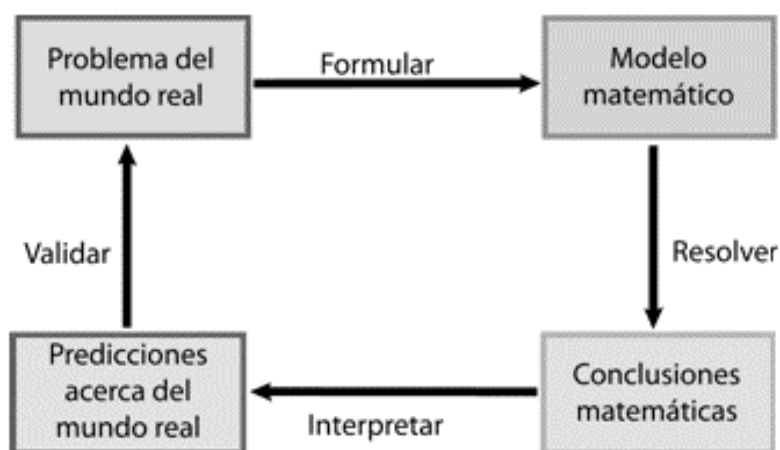 Problema del
mundo real
Formular
Modelo
matemático
Validar
Resolver
Predicciones
acerca del
mundo real
Interpretar
Conclusiones
matemáticas